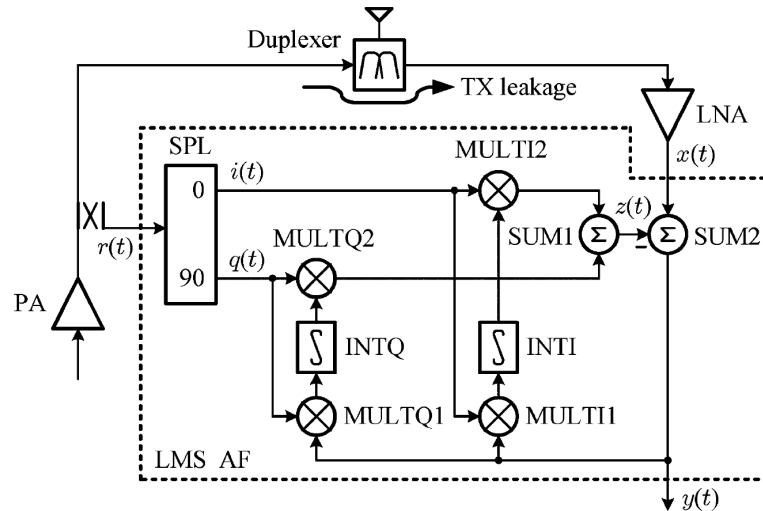 Duplexer
TX leakage
LNA
SPL
MULTI2
x(t)
0
i(t)
z(t)
r(t)
MULTQ2
SUM1
Σ
Σ
SUM2
90
q(t)
PA
INTQ
INTI
MULTQ1
MULTI1
LMS AF
y(t)